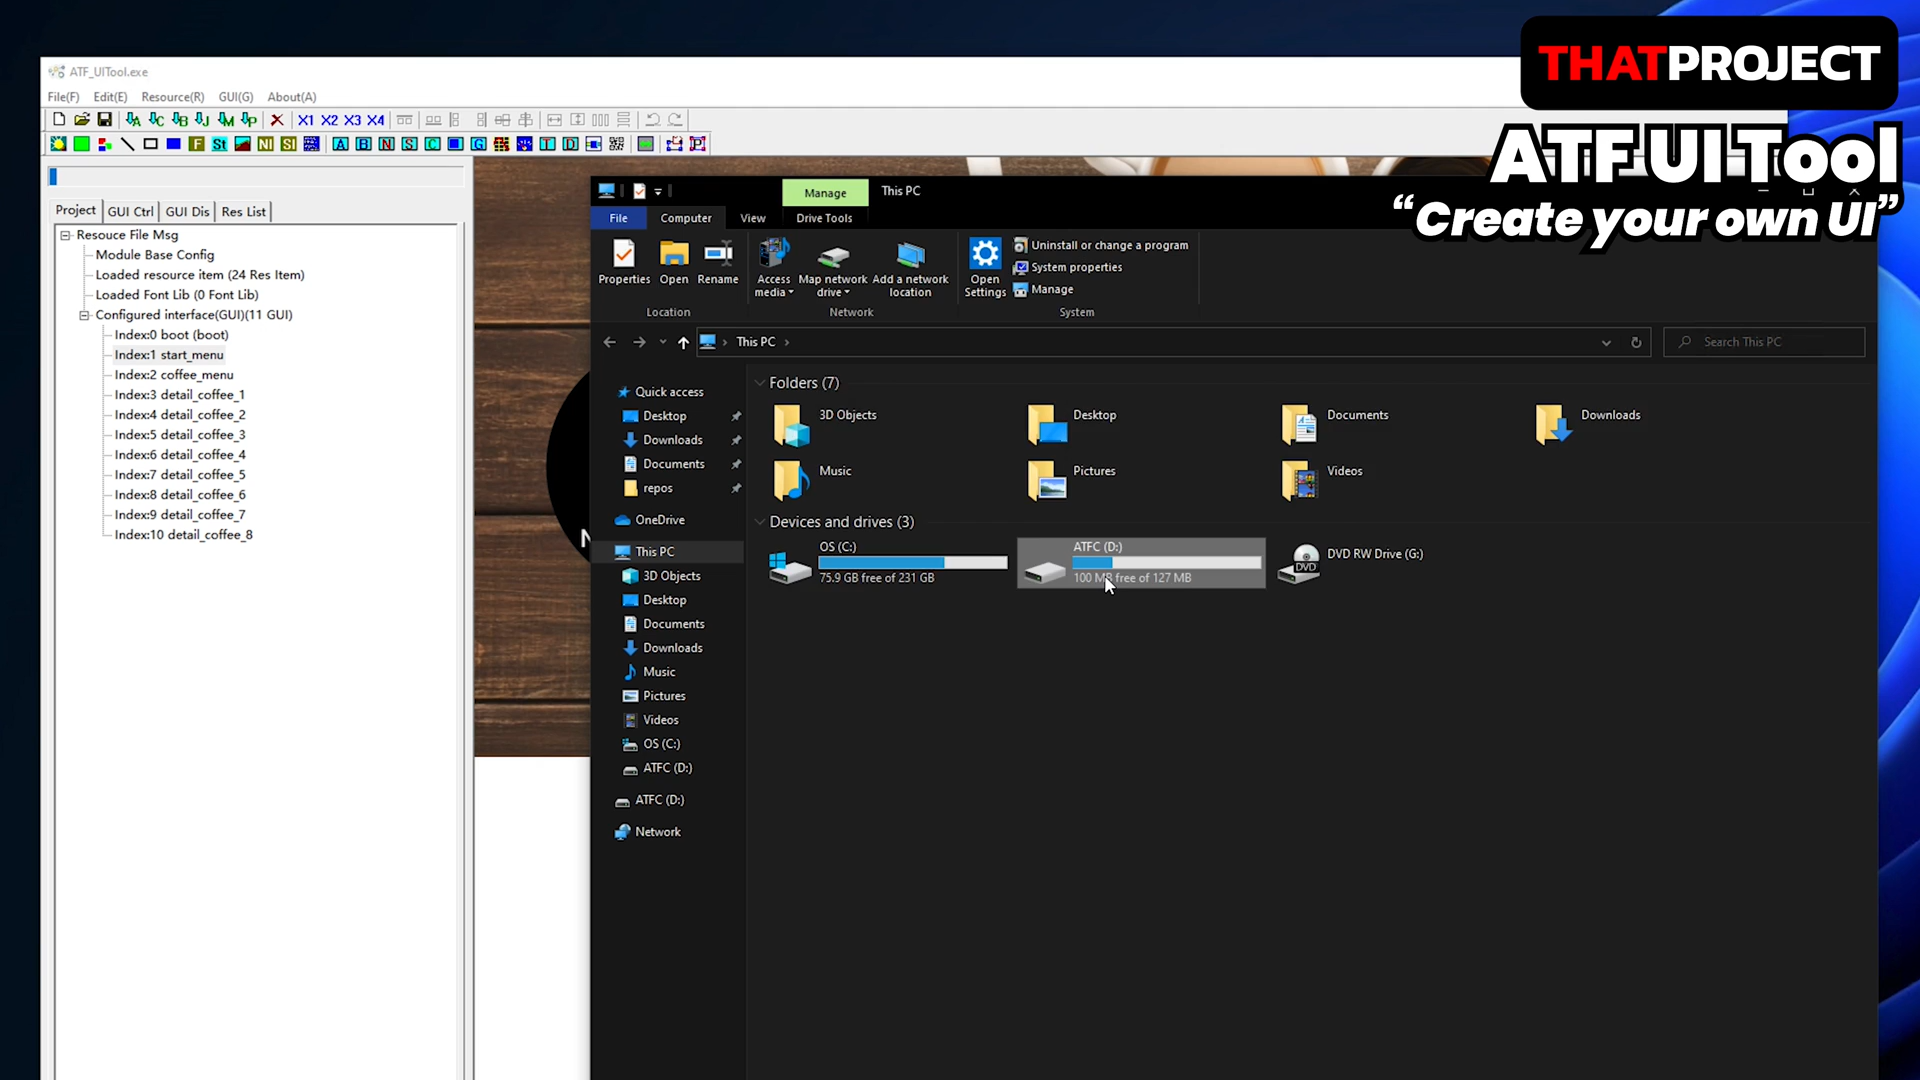 THATPROJECT
ATF UI Tool
“Create your own UI”
ATF_UITool.exe
File(F) Edit(E) Resource(R) GUI(G) About(A)
X1 X2 X3 X4
Project GUI Ctrl GUI Dis Res List
Resouce File Msg
Module Base Config
Loaded resource item (24 Res Item)
Loaded Font Lib (0 Font Lib)
Configured interface(GUI)(11 GUI)
Index:0 boot (boot)
Index:1 start_menu
Index:2 coffee_menu
Index:3 detail_coffee_1
Index:4 detail_coffee_2
Index:5 detail_coffee_3
Index:6 detail_coffee_4
Index:7 detail_coffee_5
Index:8 detail_coffee_6
Index:9 detail_coffee_7
Index:10 detail_coffee_8
Manage This PC
File Computer View Drive Tools
Properties Open Rename
Access media
Map network drive
Add a network location
Open Settings
Uninstall or change a program
System properties
Manage
Location Network System
This PC
Search This PC
Quick access
Desktop
Downloads
Documents
repos
OneDrive
This PC
3D Objects
Desktop
Documents
Downloads
Music
Pictures
Videos
OS (C:)
ATFC (D:)
ATFC (D:)
Network
Folders (7)
3D Objects
Desktop
Documents
Downloads
Music
Pictures
Videos
Devices and drives (3)
OS (C:)
75.9 GB free of 231 GB
ATFC (D:)
100 MB free of 127 MB
DVD RW Drive (G:)
DVD